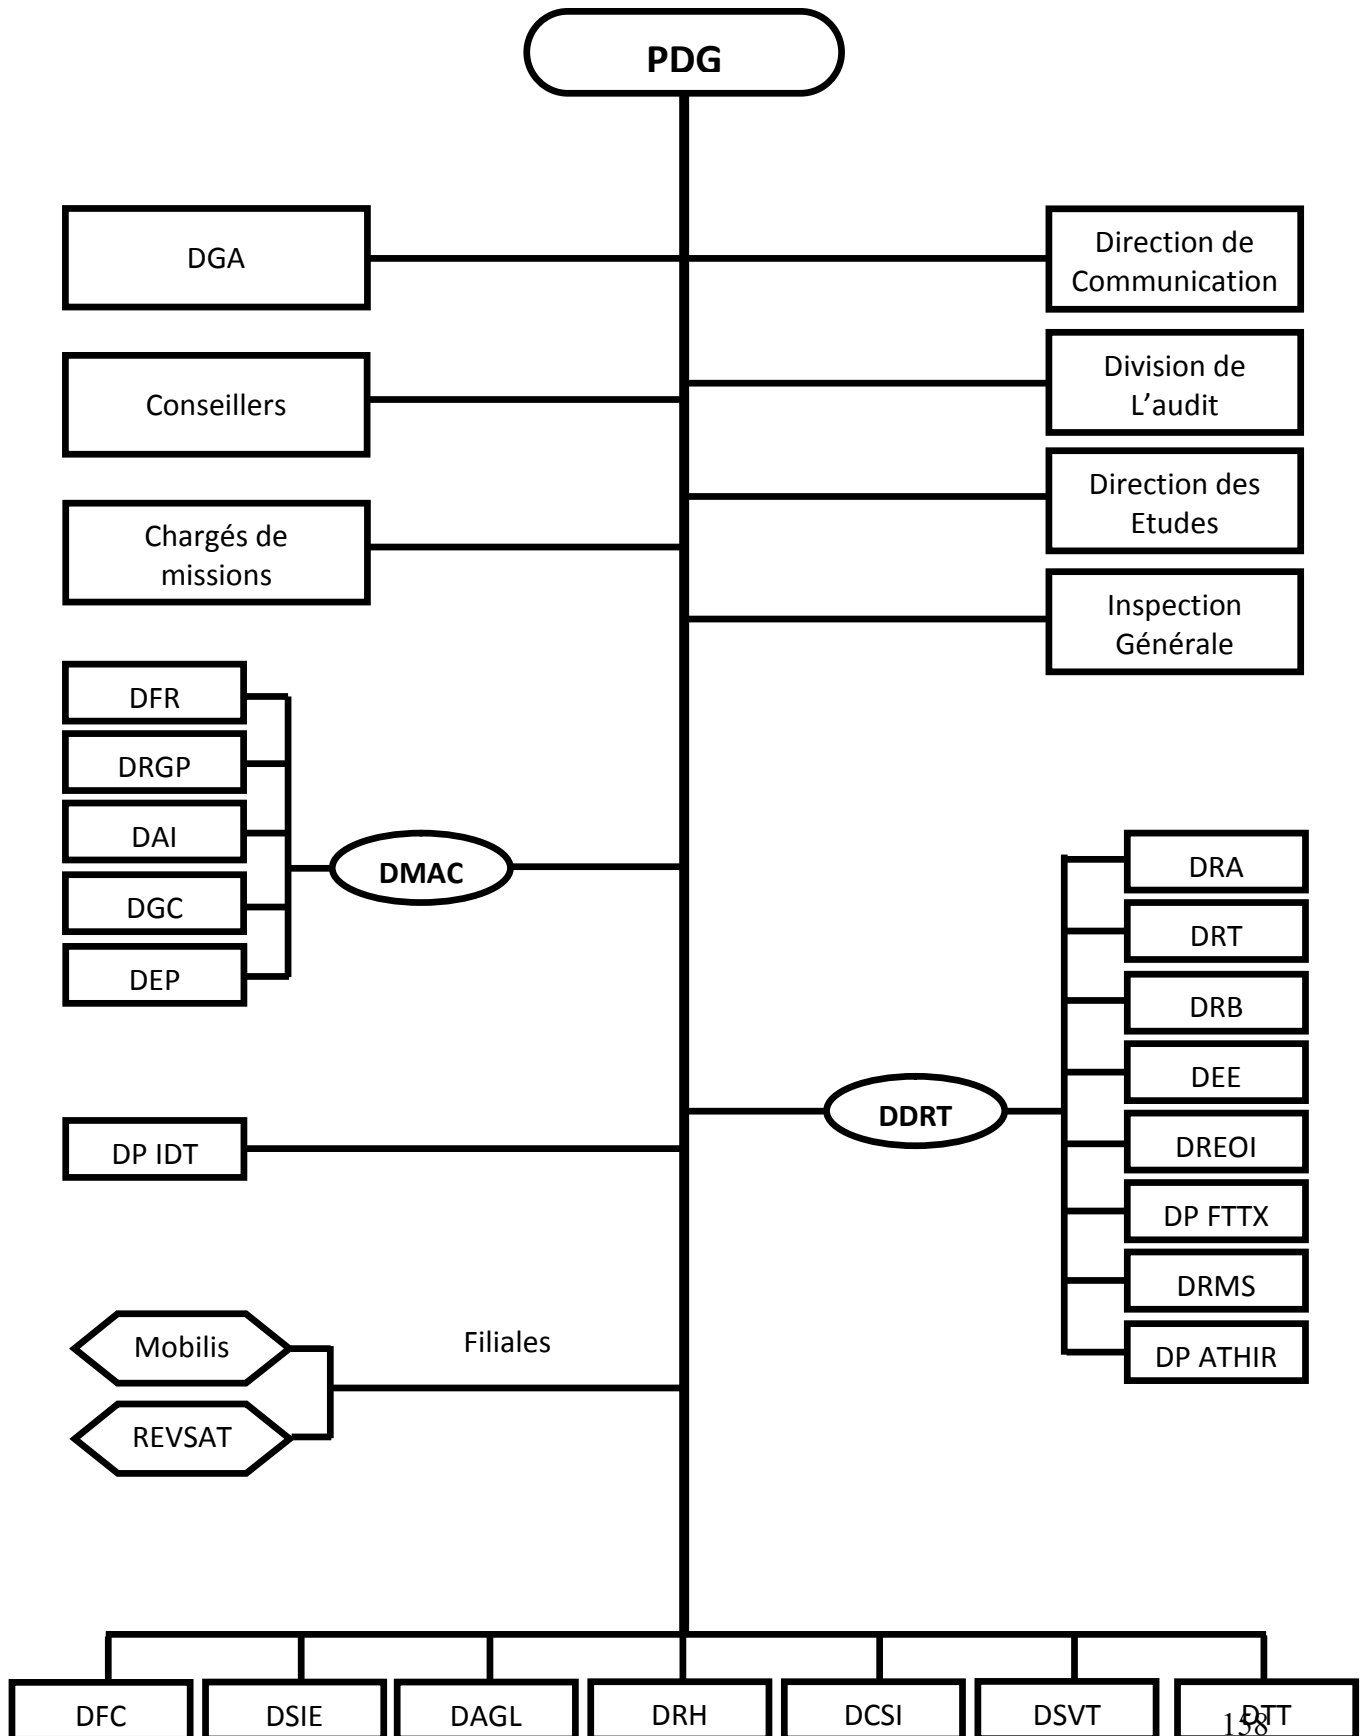 PDG
DGA
Direction de
Communication
Conseillers
Division de
L'audit
Chargés de
missions
Direction des
Etudes
Inspection
Générale
DFR
DRGP
DAI
DGC
DEP
DMAC
DRA
DRT
DRB
DEE
DREOI
DP FTTX
DRMS
DP ATHIR
DDRT
DP IDT
Mobilis
REVSAT
Filiales
DFC
DSIE
DAGL
DRH
DCSI
DSVT
DTT
158